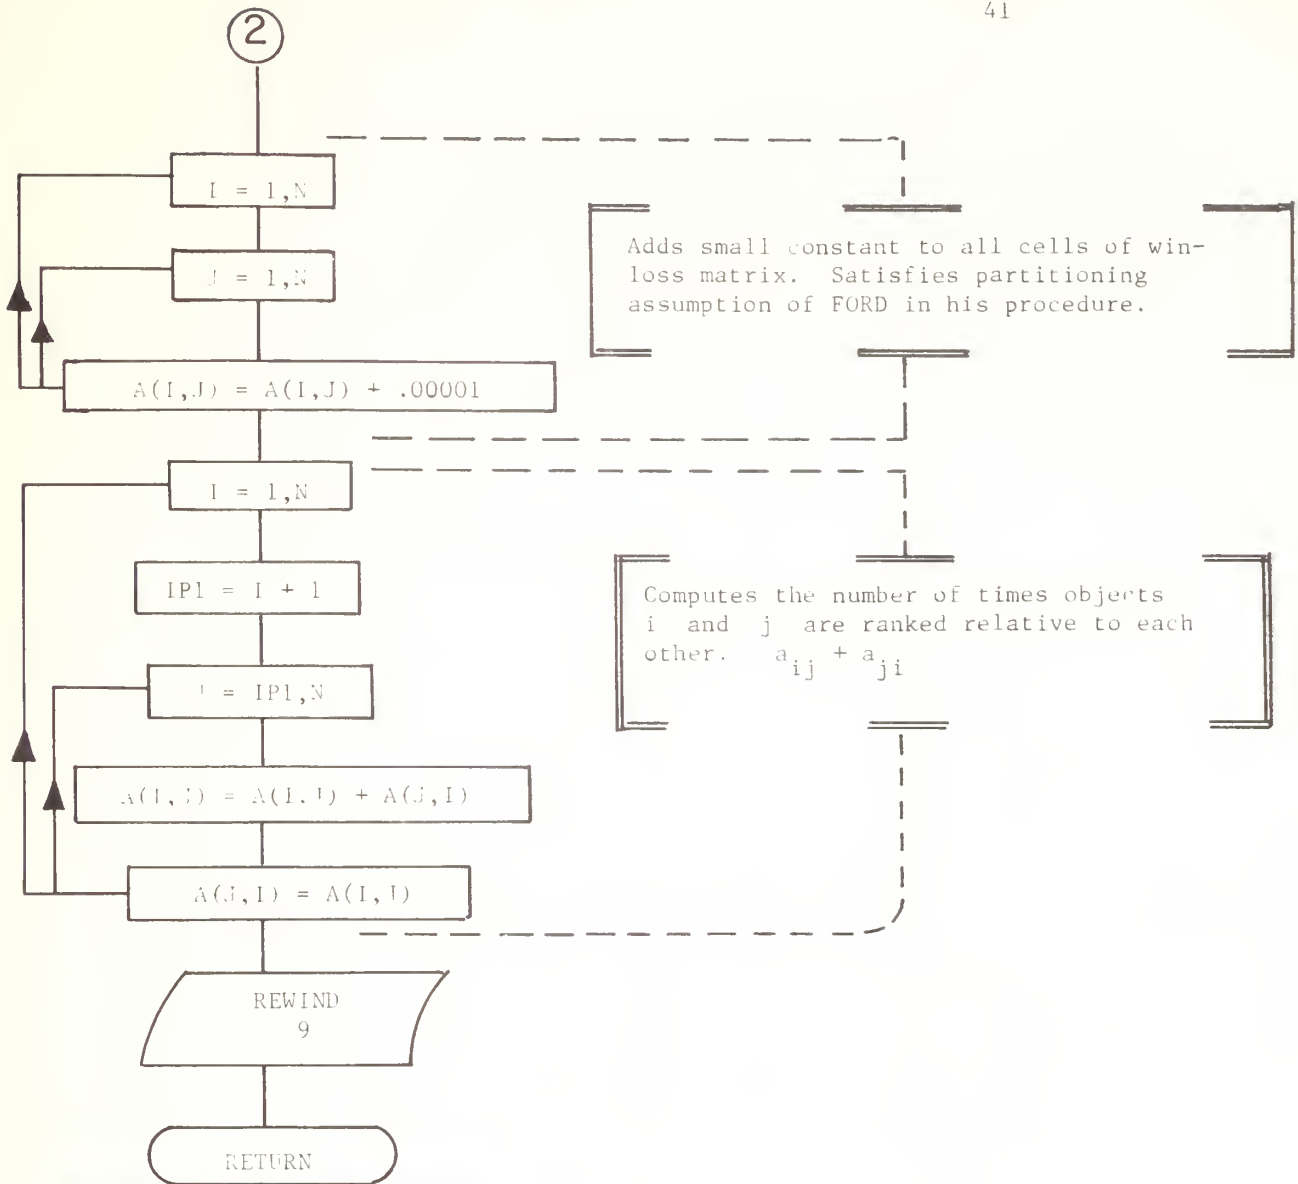 41
2
I = 1,N
J = 1,N
A(I,J) = A(I,J) + .00001
Adds small constant to all cells of win-
loss matrix. Satisfies partitioning
assumption of FORD in his procedure.
I = 1,N
IP1 = I + 1
J = IP1,N
A(I,J) = A(I,J) + A(J,I)
A(J,I) = A(I,J)
Computes the number of times objects
i and j are ranked relative to each
other. a_ij + a_ji
REWIND
9
RETURN